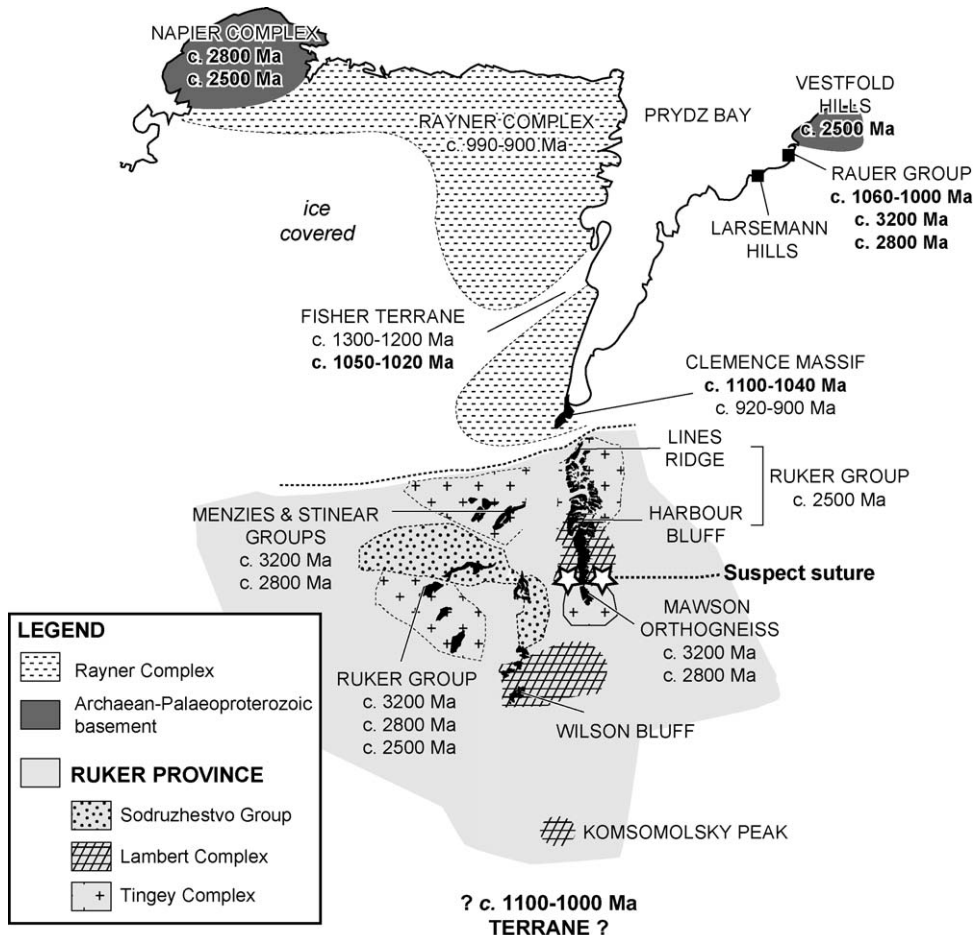 NAPIER COMPLEX
c. 2800 Ma
c. 2500 Ma
RAYNER COMPLEX
c. 990-900 Ma
PRYDZ BAY
VESTFOLD
HILLS
c. 2500 Ma
RAUER GROUP
c. 1060-1000 Ma
c. 3200 Ma
c. 2800 Ma
LARSEMANN
HILLS
ice
covered
FISHER TERRANE
c. 1300-1200 Ma
c. 1050-1020 Ma
CLEMENCE MASSIF
c. 1100-1040 Ma
c. 920-900 Ma
LINES
RIDGE
RUKER GROUP
c. 2500 Ma
HARBOUR
BLUFF
MENZIES & STINEAR
GROUPS
c. 3200 Ma
c. 2800 Ma
Suspect suture
MAWSON
ORTHOGNEISS
c. 3200 Ma
c. 2800 Ma
RUKER GROUP
c. 3200 Ma
c. 2800 Ma
c. 2500 Ma
WILSON BLUFF
KOMSOMOLSKY PEAK
? c. 1100-1000 Ma
TERRANE ?
LEGEND
Rayner Complex
Archaean-Palaeoproterozoic
basement
RUKER PROVINCE
Sodruzhestvo Group
Lambert Complex
Tingey Complex